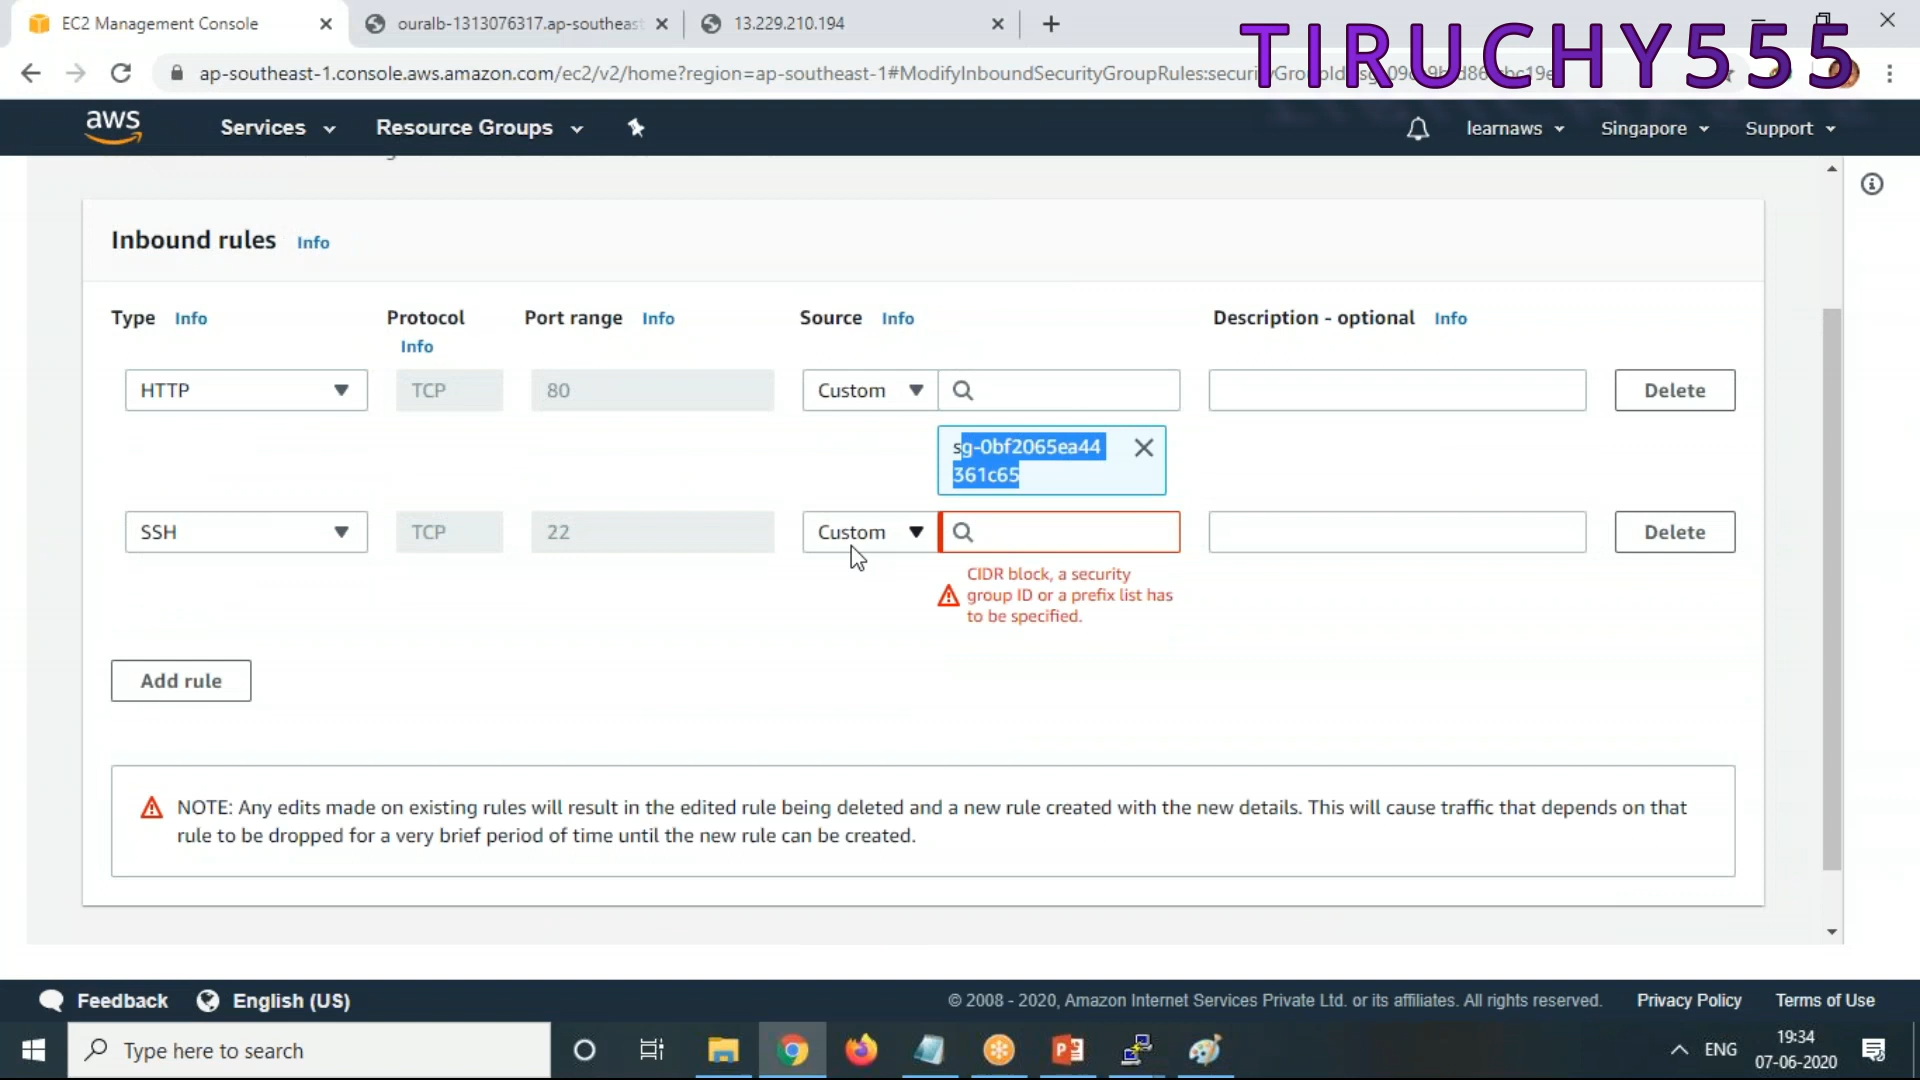 EC2 Management Console
ouralb-1313076317.ap-southeast
13.229.210.194
TIRUCHY555
ap-southeast-1.console.aws.amazon.com/ec2/v2/home?region=ap-southeast-1#ModifyInboundSecurityGroupRules:securi
aws
Services
Resource Groups
learnaws
Singapore
Support
Inbound rules Info
Type Info
Protocol
Info
Port range Info
Source Info
Description - optional Info
HTTP
TCP
80
Custom
Delete
sg-0bf2065ea44
361c65
SSH
TCP
22
Custom
Delete
CIDR block, a security
group ID or a prefix list has
to be specified.
Add rule
NOTE: Any edits made on existing rules will result in the edited rule being deleted and a new rule created with the new details. This will cause traffic that depends on that
rule to be dropped for a very brief period of time until the new rule can be created.
Feedback
English (US)
© 2008 - 2020, Amazon Internet Services Private Ltd. or its affiliates. All rights reserved.
Privacy Policy
Terms of Use
Type here to search
ENG
19:34
07-06-2020